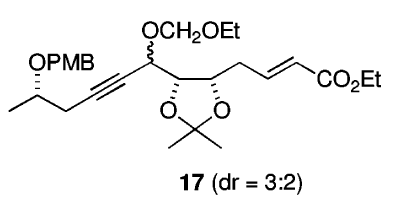 OCH₂OEt
OPMB
CO₂Et
O O
17 (dr = 3:2)